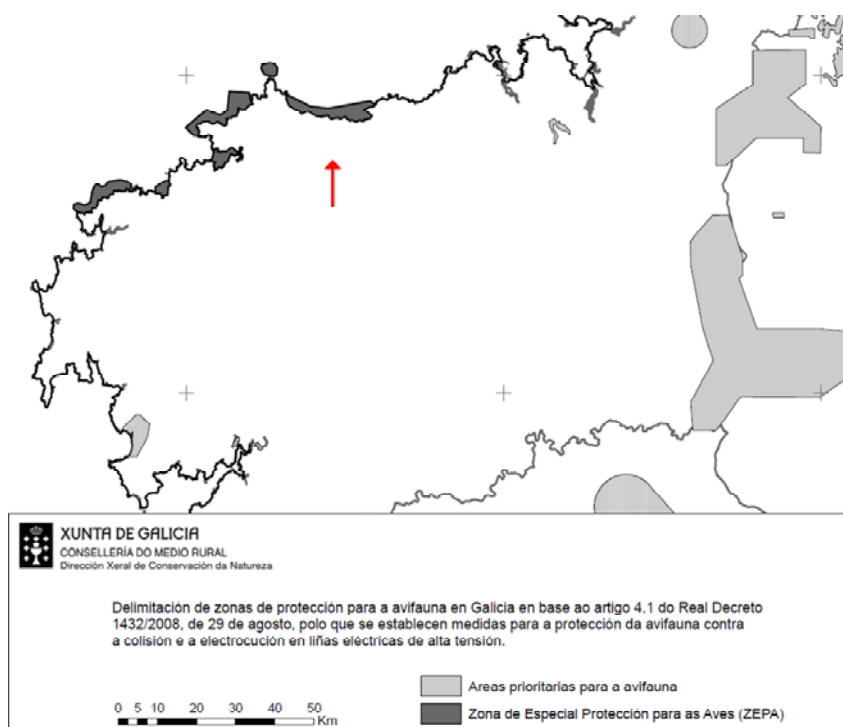 XUNTA DE GALICIA
CONSELLERÍA DO MEDIO RURAL
Dirección Xeral de Conservación da Natureza
Delimitación de zonas de protección para a avifauna en Galicia en base ao artigo 4.1 do Real Decreto
1432/2008, de 29 de agosto, polo que se establecen medidas para a protección da avifauna contra
a colisión e a electrocución en liñas eléctricas de alta tensión.
Areas prioritarias para a avifauna
0 5 10 20 30 40 50
Km
Zona de Especial Protección para as Aves (ZEPA)